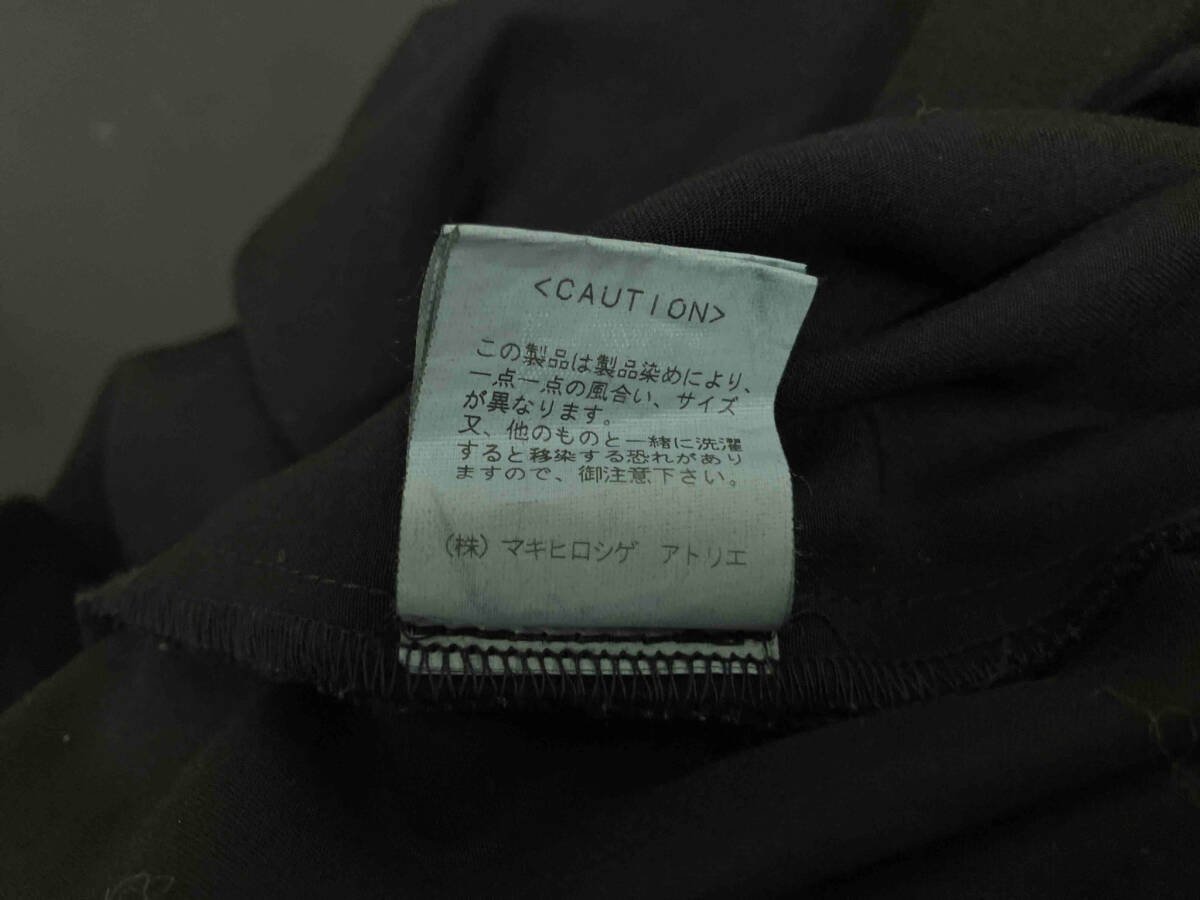 <CAUTION>
この製品は製品染めにより、
一点一点の風合い、サイズ
が異なります。
又、他のものと一緒に洗濯
すると移染する恐れがあり
ますので、御注意下さい。
(株)マキヒロシゲ アトリエ